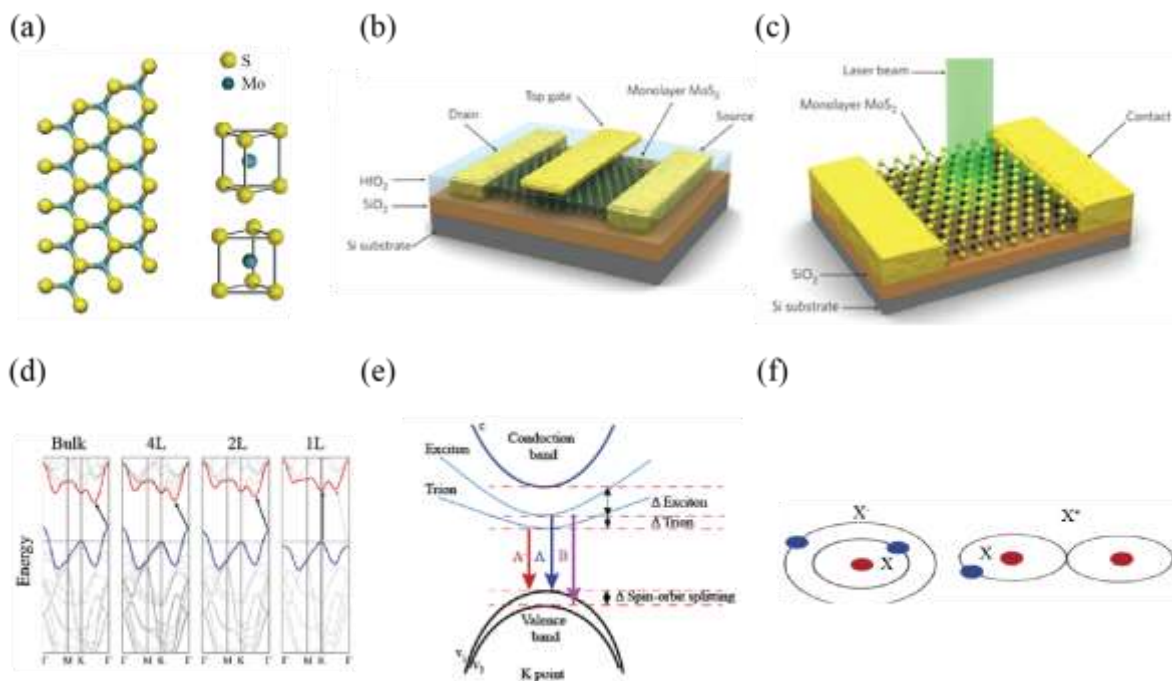 (a)
S
Mo
(b)
Drain
Top gate
Monolayer MoS2
Source
HfO2
SiO2
Si substrate
(c)
Laser beam
Monolayer MoS2
Contact
SiO2
Si substrate
(d)
Bulk
4L
2L
1L
Energy
Γ M K Γ
Γ M K Γ
Γ M K Γ
Γ M K Γ
(e)
c
Conduction
band
Exciton
Trion
Δ Exciton
Δ Trion
A
A
B
Δ Spin-orbit splitting
Valence
band
K point
(f)
X
X
X+
X